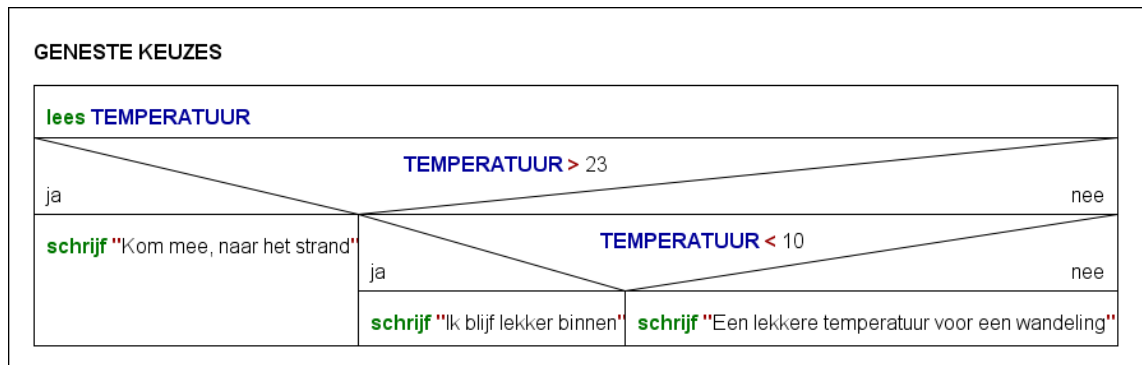 GENESTE KEUZES
lees TEMPERATUUR
TEMPERATUUR > 23
ja
nee
schrijf "Kom mee, naar het strand"
TEMPERATUUR < 10
ja
nee
schrijf "Ik blijf lekker binnen"
schrijf "Een lekkere temperatuur voor een wandeling"